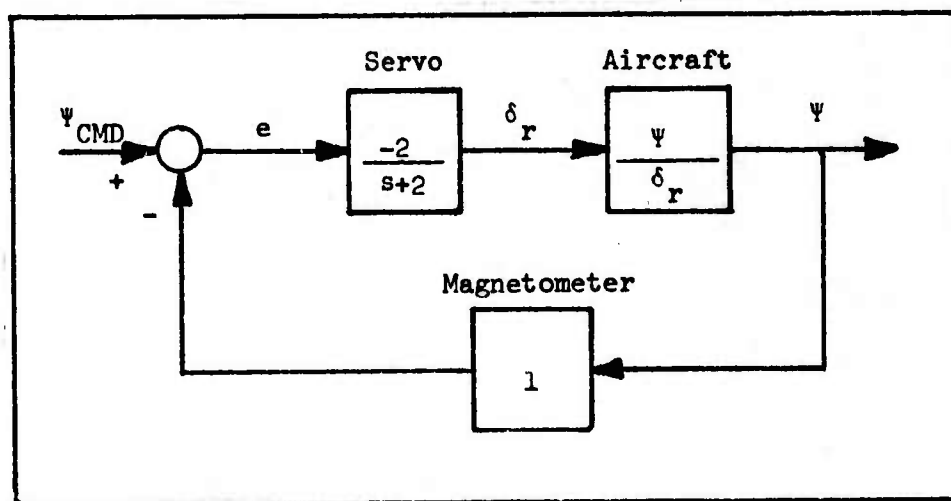 Servo
Aircraft
Ψ CMD
e
δ r
Ψ
+
-
-2
s+2
Ψ
δ r
Magnetometer
1